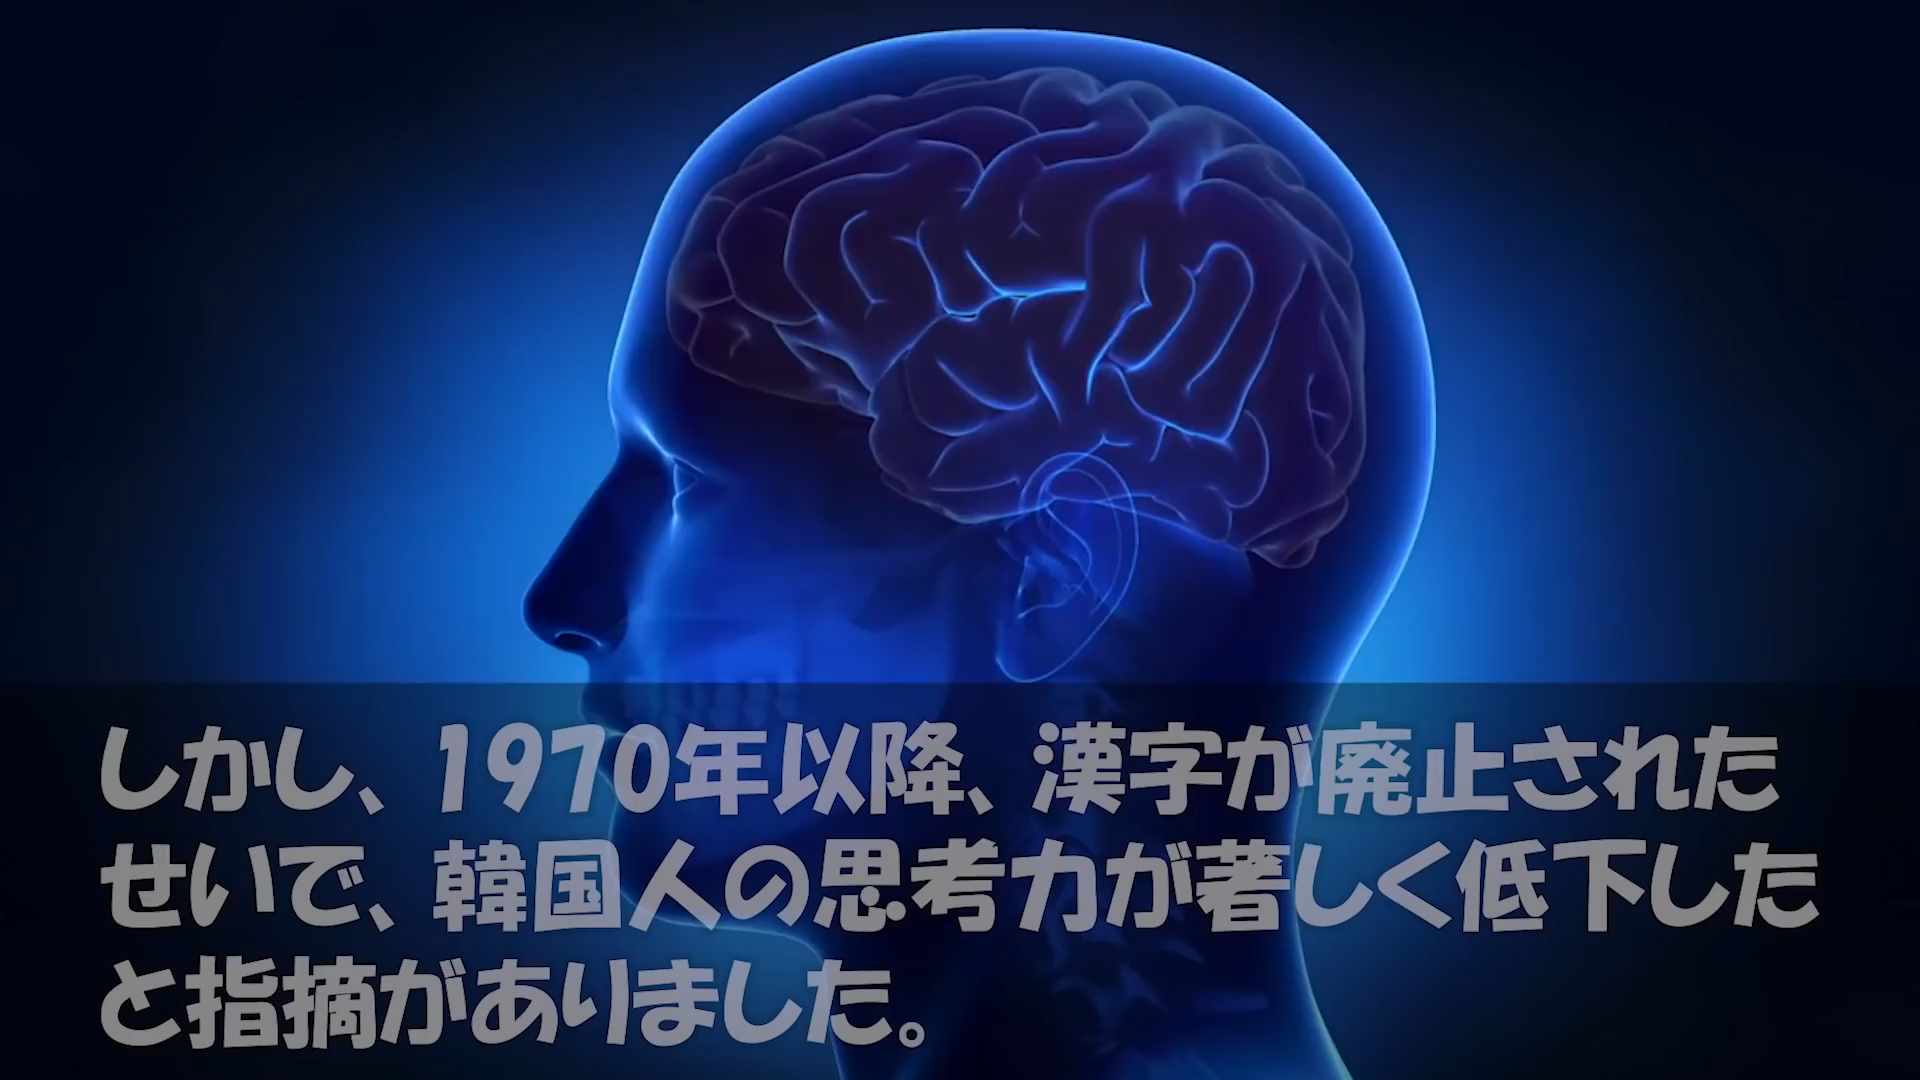 しかし、1970年以降、漢字が廃止された
せいで、韓国人の思考力が著しく低下した
と指摘がありました。